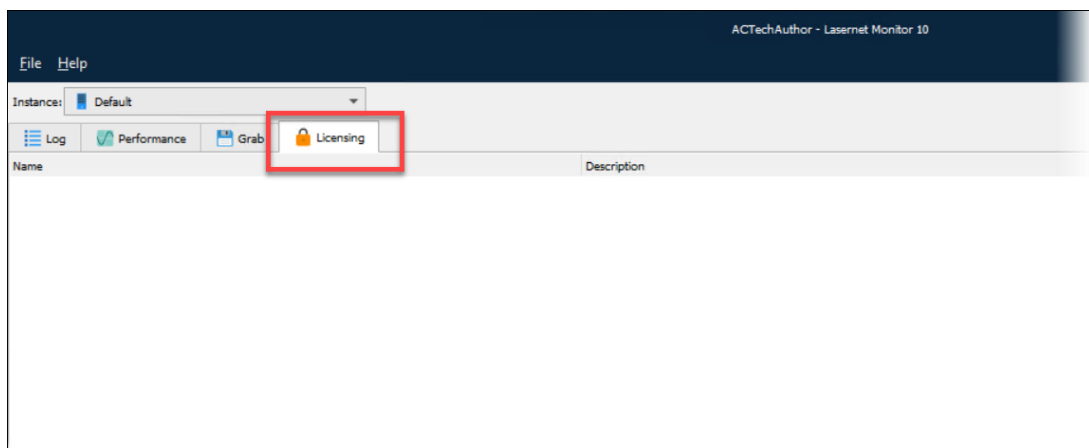 ACTechAuthor - Lasernet Monitor 10
File Help
Instance: Default
Log Performance Grab Licensing
Name Description